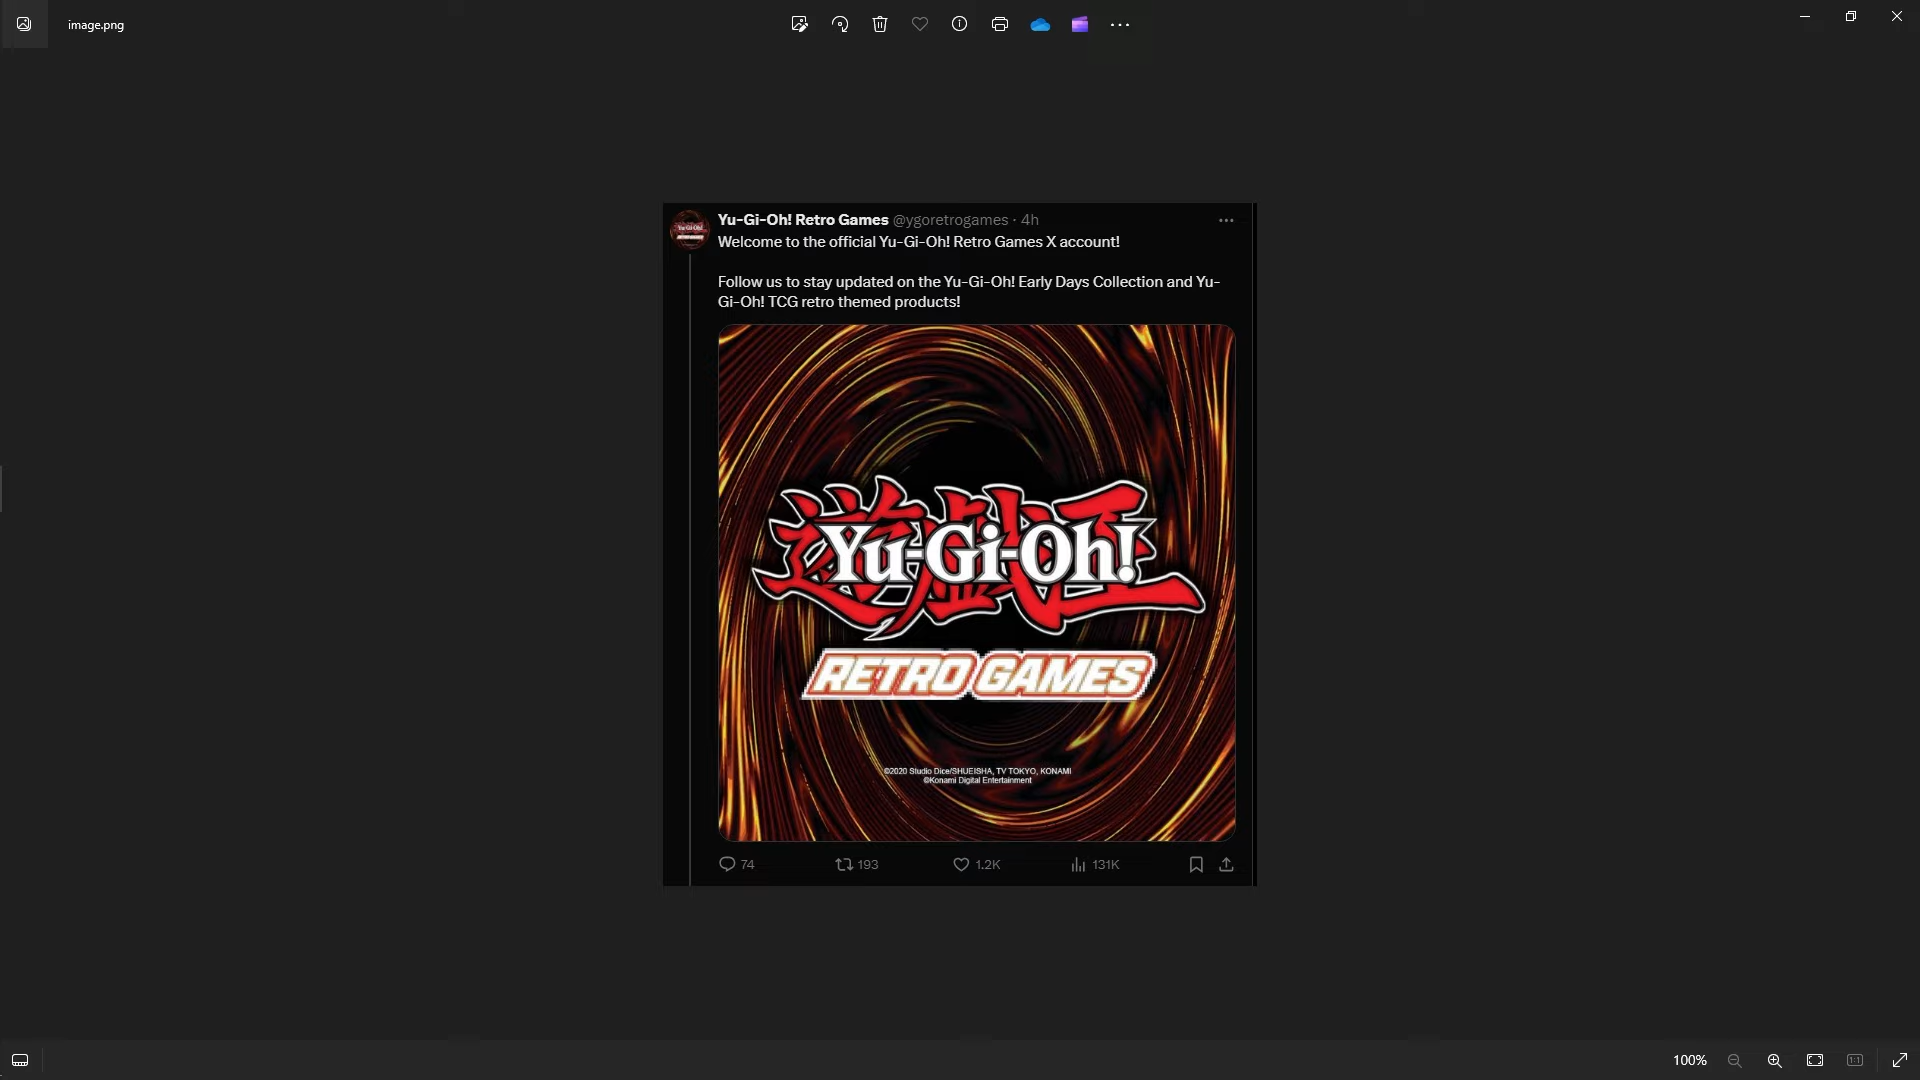 image.png
Yu-Gi-Oh! Retro Games @ygoretrogames · 4h
Welcome to the official Yu-Gi-Oh! Retro Games X account!
Follow us to stay updated on the Yu-Gi-Oh! Early Days Collection and Yu-
Gi-Oh! TCG retro themed products!
遊戯王
Yu-Gi-Oh!
RETRO GAMES
©2020 Studio Dice/SHUEISHA, TV TOKYO, KONAMI
©Konami Digital Entertainment
74 193 1.2K 131K
100%
1:1